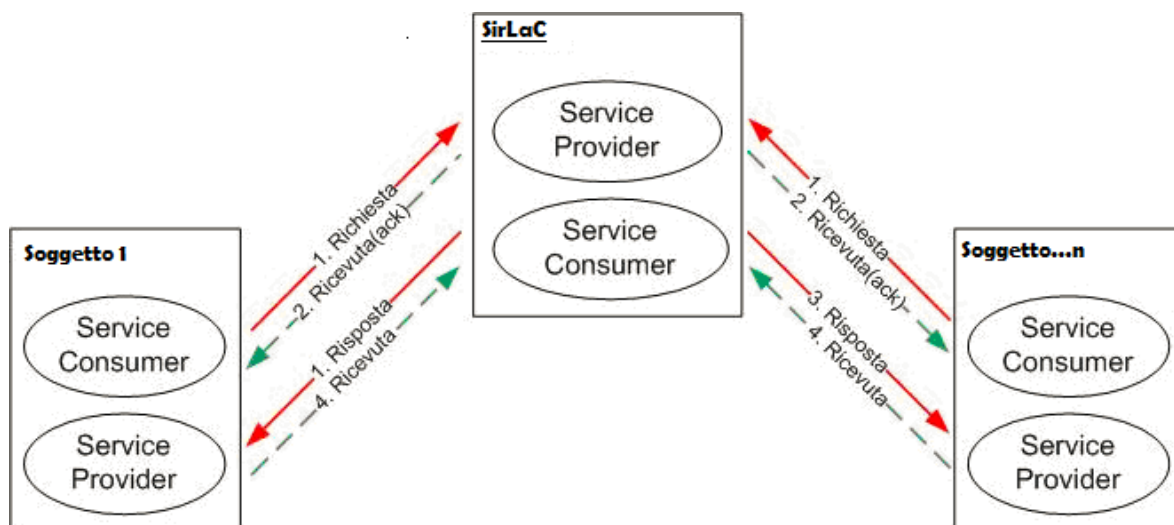 SirLaC
Service
Provider
Service
Consumer
Soggetto 1
Service
Consumer
Service
Provider
1. Richiesta
2. Ricevuta(ack)
1. Risposta
4. Ricevuta
1. Richiesta
2. Ricevuta(ack)
3. Risposta
4. Ricevuta
Soggetto...n
Service
Consumer
Service
Provider